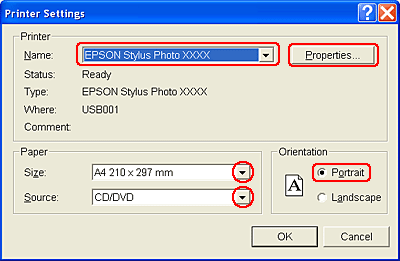 Printer Settings
Printer
Name: EPSON Stylus Photo XXXX Properties...
Status: Ready
Type: EPSON Stylus Photo XXXX
Where: USB001
Comment:
Paper
Size: A4 210 x 297 mm
Source: CD/DVD
Orientation
A
Portrait
Landscape
OK Cancel